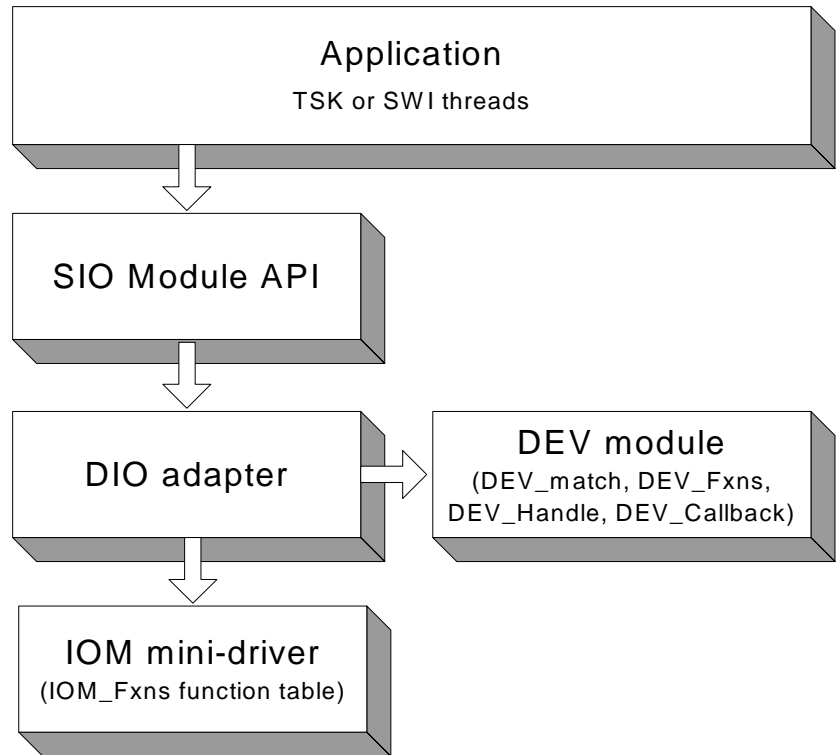 Application
TSK or SWI threads
SIO Module API
DIO adapter
DEV module
(DEV_match, DEV_Fxns,
DEV_Handle, DEV_Callback)
IOM mini-driver
(IOM_Fxns function table)